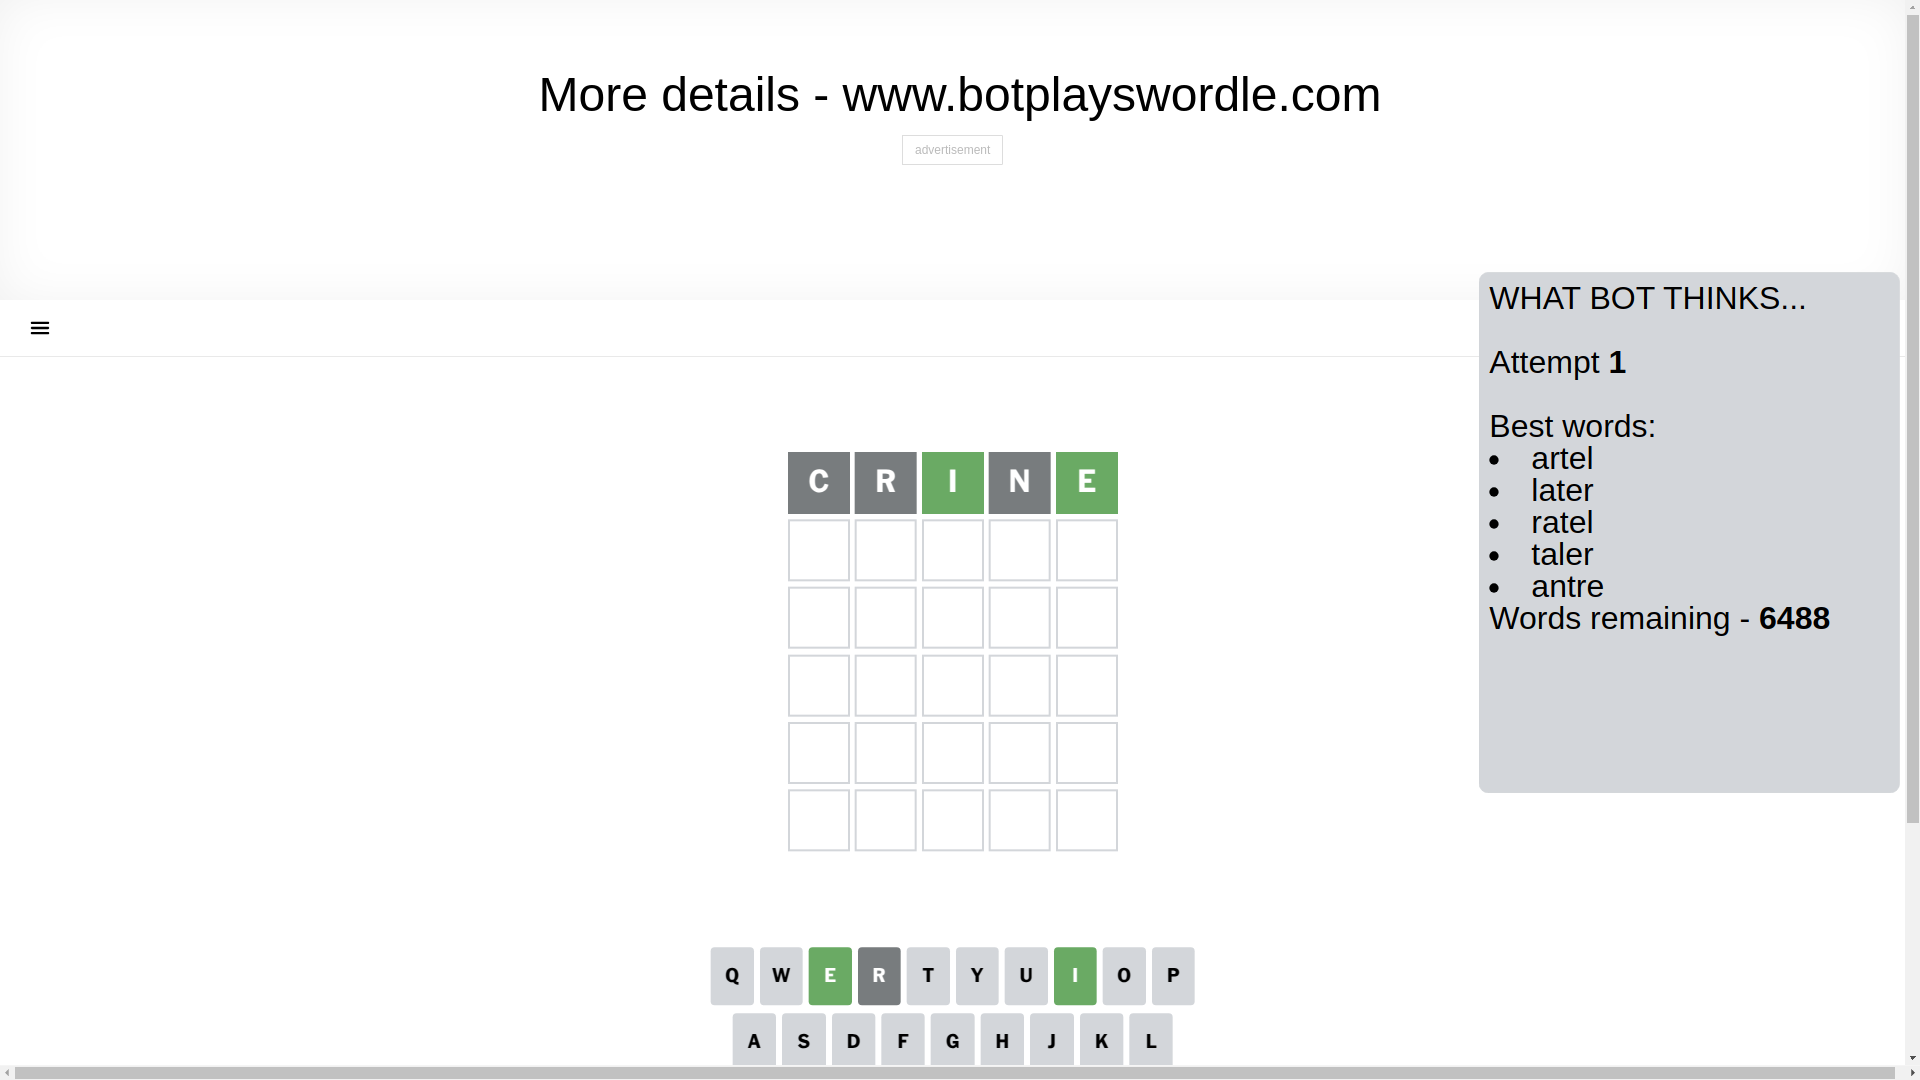 More details - www.botplayswordle.com
advertisement
WHAT BOT THINKS...
Attempt 1
Best words:
• artel
• later
• ratel
• taler
• antre
Words remaining - 6488
C R I N E
Q W E R T Y U I O P
A S D F G H J K L